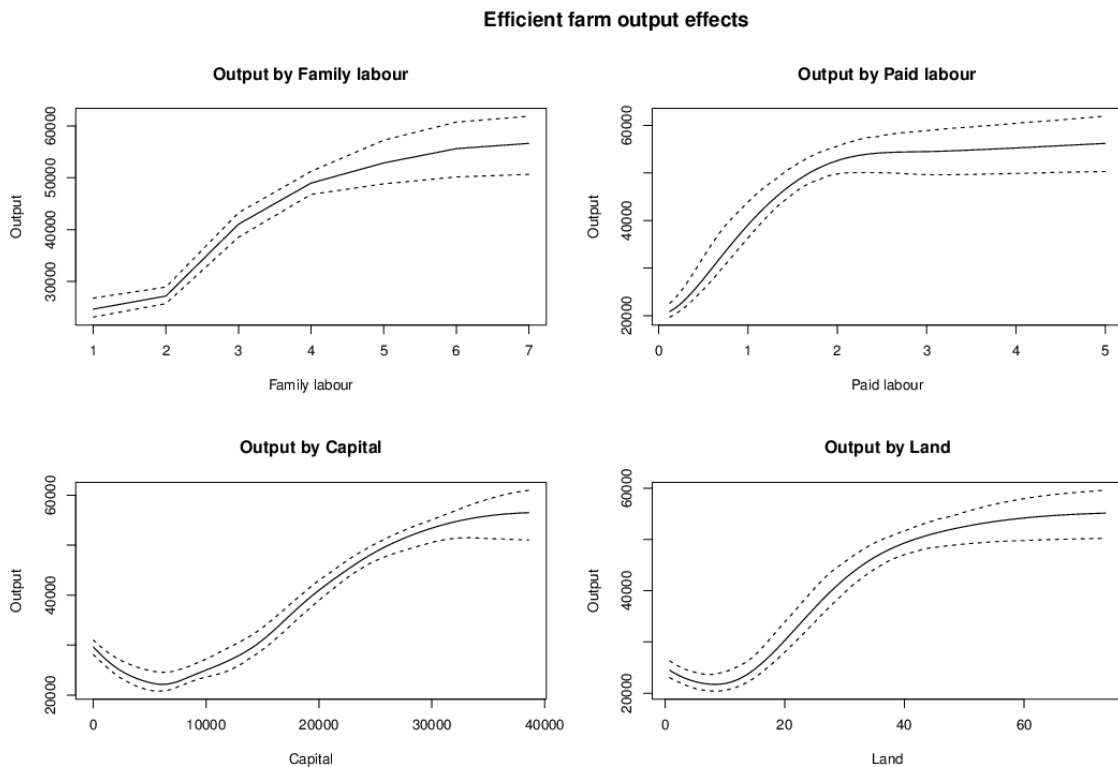 Efficient farm output effects
Output by Family labour
Output
60000
50000
40000
30000
1 2 3 4 5 6 7
Family labour
Output by Paid labour
Output
60000
40000
20000
0 1 2 3 4 5
Paid labour
Output by Capital
Output
60000
40000
20000
0 10000 20000 30000 40000
Capital
Output by Land
Output
60000
40000
20000
0 20 40 60
Land